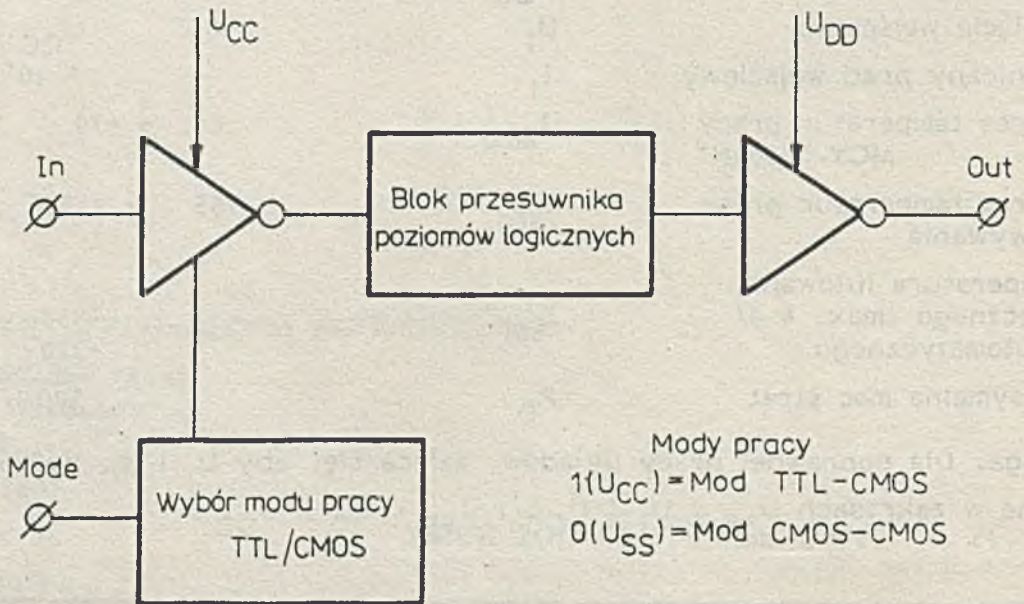 U_CC
U_DD
In
Out
Blok przesuwnika
poziomów logicznych
Mode
Wybór modu pracy
TTL/CMOS
Mody pracy
1(U_CC)=Mod TTL-CMOS
0(U_SS)=Mod CMOS-CMOS